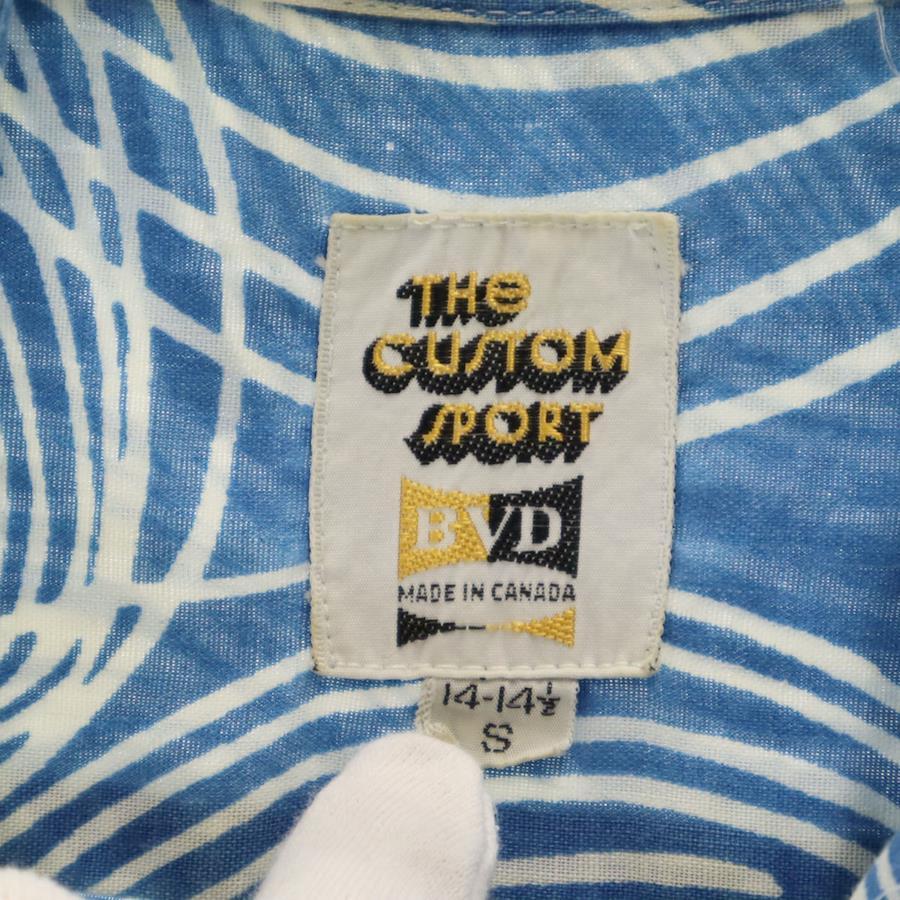 THE
CUSTOM
SPORT
BVD
MADE IN CANADA
14-14½
S